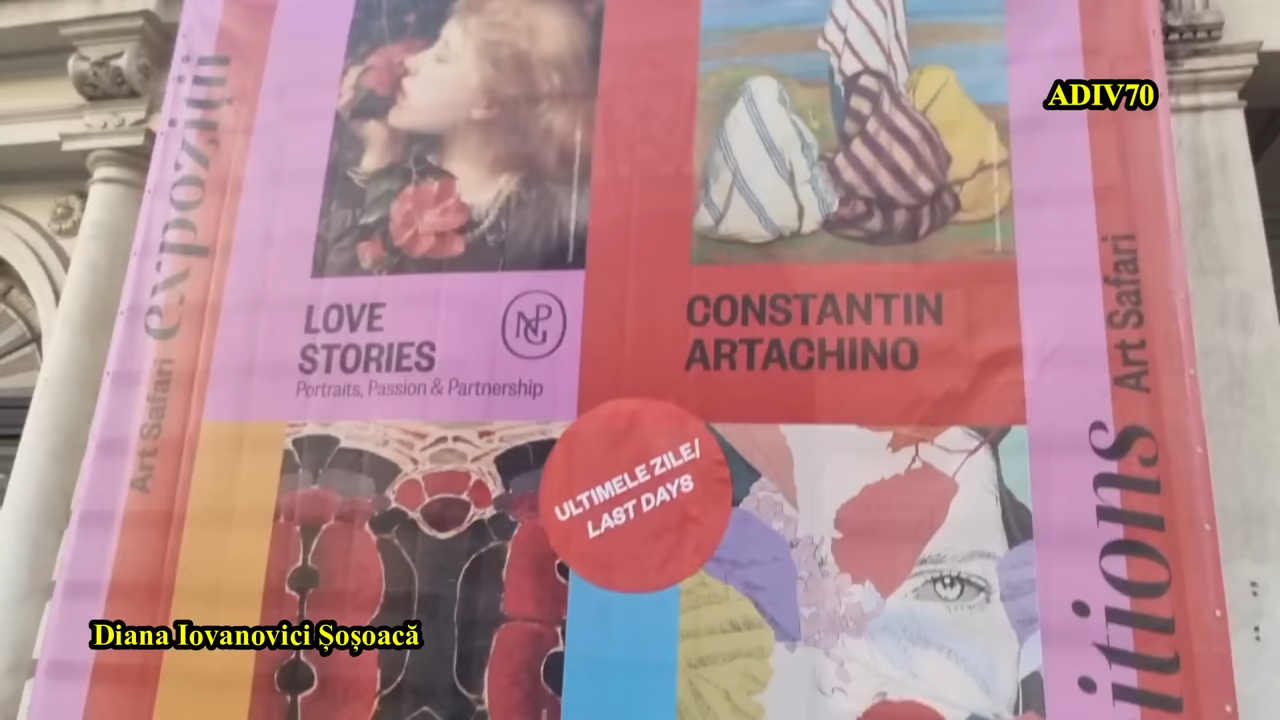 ADIV70
Art Safari expoziții
LOVE
STORIES
Portraits, Passion & Partnership
NPG
CONSTANTIN
ARTACHINO
ULTIMELE ZILE/
LAST DAYS
itions Art Safari
Diana Iovanovici Șoșoacă